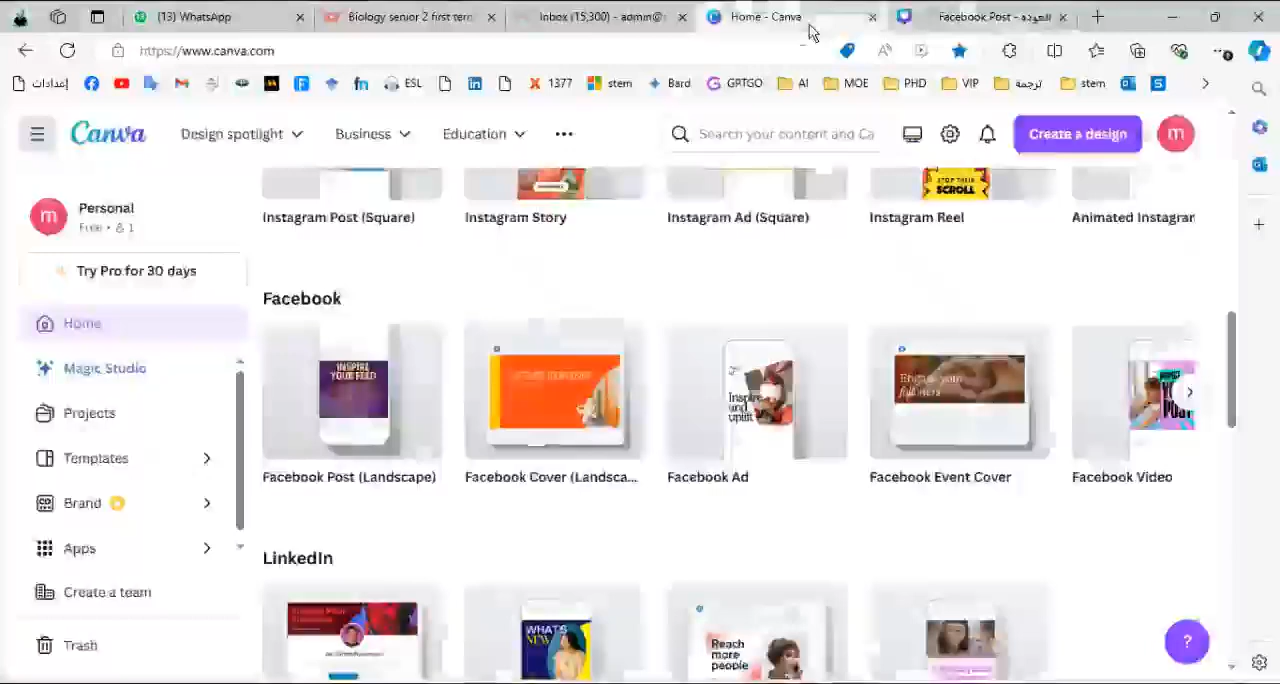 (13) WhatsApp
Biology senior 2 first tern
Inbox (15,300) - admin@
Home - Canva
Facebook Post - العودة
https://www.canva.com
إعدادات
ESL
1377
stem
Bard
GPTGO
AI
MOE
PHD
VIP
ترجمة
stem
Canva
Design spotlight
Business
Education
Search your content and Ca
Create a design
m
m
Personal
Free • 1
Try Pro for 30 days
Home
Magic Studio
Projects
Templates
Brand
Apps
Create a team
Trash
STOP THEIR
SCROLL
Instagram Post (Square)
Instagram Story
Instagram Ad (Square)
Instagram Reel
Animated Instagran
Facebook
INSPIRE
YOUR FEED
Inspire
and
uplift
Engage your
followers
Facebook Post (Landscape)
Facebook Cover (Landsca...
Facebook Ad
Facebook Event Cover
Facebook Video
LinkedIn
WHAT'S
NEW
Reach
more
people
?